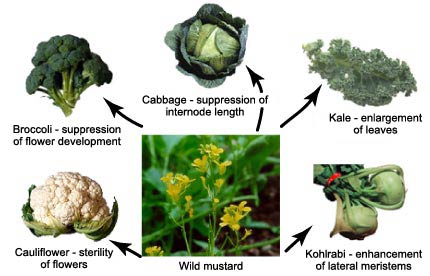 Cabbage - suppression of
internode length
Broccoli - suppression
of flower development
Kale - enlargement
of leaves
Cauliflower - sterility
of flowers
Wild mustard
Kohlrabi - enhancement
of lateral meristems